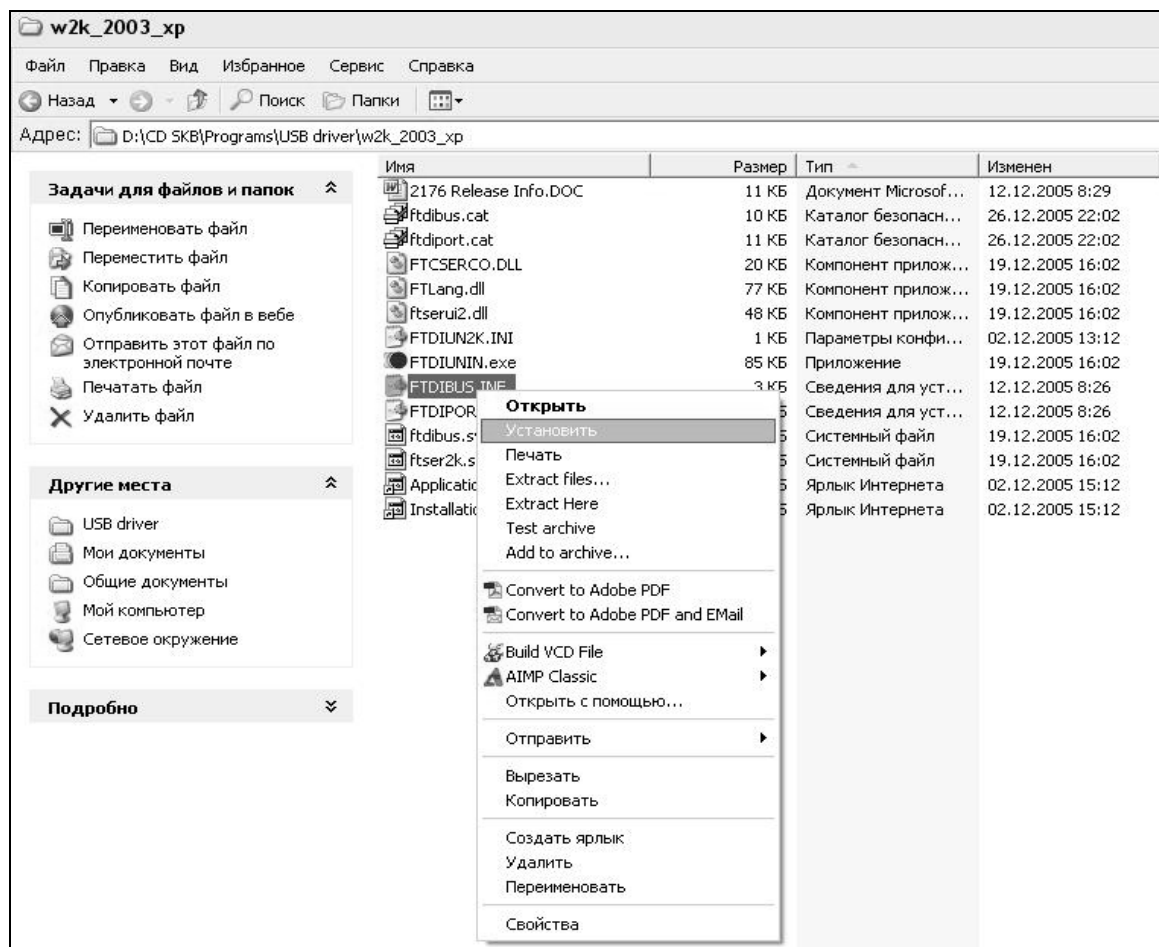 w2k_2003_xp
Файл Правка Вид Избранное Сервис Справка
Назад Поиск Папки
Адрес: D:\CD SKB\Programs\USB driver\w2k_2003_xp
Задачи для файлов и папок
Переименовать файл
Переместить файл
Копировать файл
Опубликовать файл в вебе
Отправить этот файл по
электронной почте
Печатать файл
Удалить файл
Другие места
USB driver
Мои документы
Общие документы
Мой компьютер
Сетевое окружение
Подробно
Имя Размер Тип Изменен
2176 Release Info.DOC 11 КБ Документ Microsof... 12.12.2005 8:29
ftdibus.cat 10 КБ Каталог безопасн... 26.12.2005 22:02
ftdiport.cat 11 КБ Каталог безопасн... 26.12.2005 22:02
FTCSERCO.DLL 20 КБ Компонент прилож... 19.12.2005 16:02
FTLang.dll 77 КБ Компонент прилож... 19.12.2005 16:02
ftserui2.dll 48 КБ Компонент прилож... 19.12.2005 16:02
FTDIUN2K.INI 1 КБ Параметры конфи... 02.12.2005 13:12
FTDIUNIN.exe 85 КБ Приложение 19.12.2005 16:02
FTDIBUS.INF 3 КБ Сведения для уст... 12.12.2005 8:26
FTDIPOR Сведения для уст... 12.12.2005 8:26
ftdibus.s Системный файл 19.12.2005 16:02
ftser2k.s Системный файл 19.12.2005 16:02
Applicatio Ярлык Интернета 02.12.2005 15:12
Installatio Ярлык Интернета 02.12.2005 15:12
Открыть
Установить
Печать
Extract files...
Extract Here
Test archive
Add to archive...
Convert to Adobe PDF
Convert to Adobe PDF and EMail
Build VCD File
AIMP Classic
Открыть с помощью...
Отправить
Вырезать
Копировать
Создать ярлык
Удалить
Переименовать
Свойства